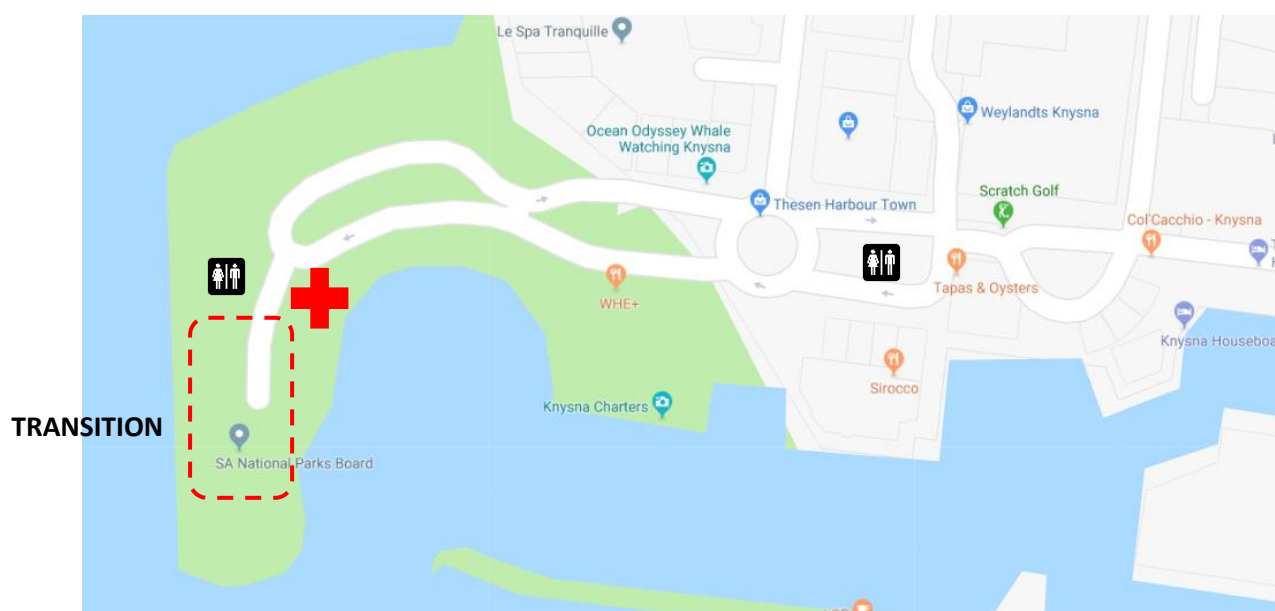 Le Spa Tranquille
Weylandts Knysna
Ocean Odyssey Whale
Watching Knysna
Scratch Golf
Thesen Harbour Town
Col'Cacchio - Knysna
Tapas & Oysters
WHE+
Knysna Houseboa
Sirocco
Knysna Charters
TRANSITION
SA National Parks Board